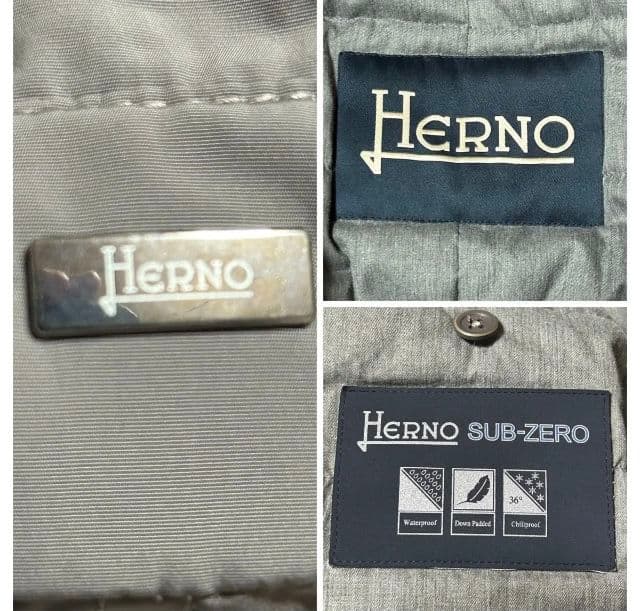 HERNO
HERNO
HERNO SUB-ZERO
36°
Waterproof Down Padded Chillproof